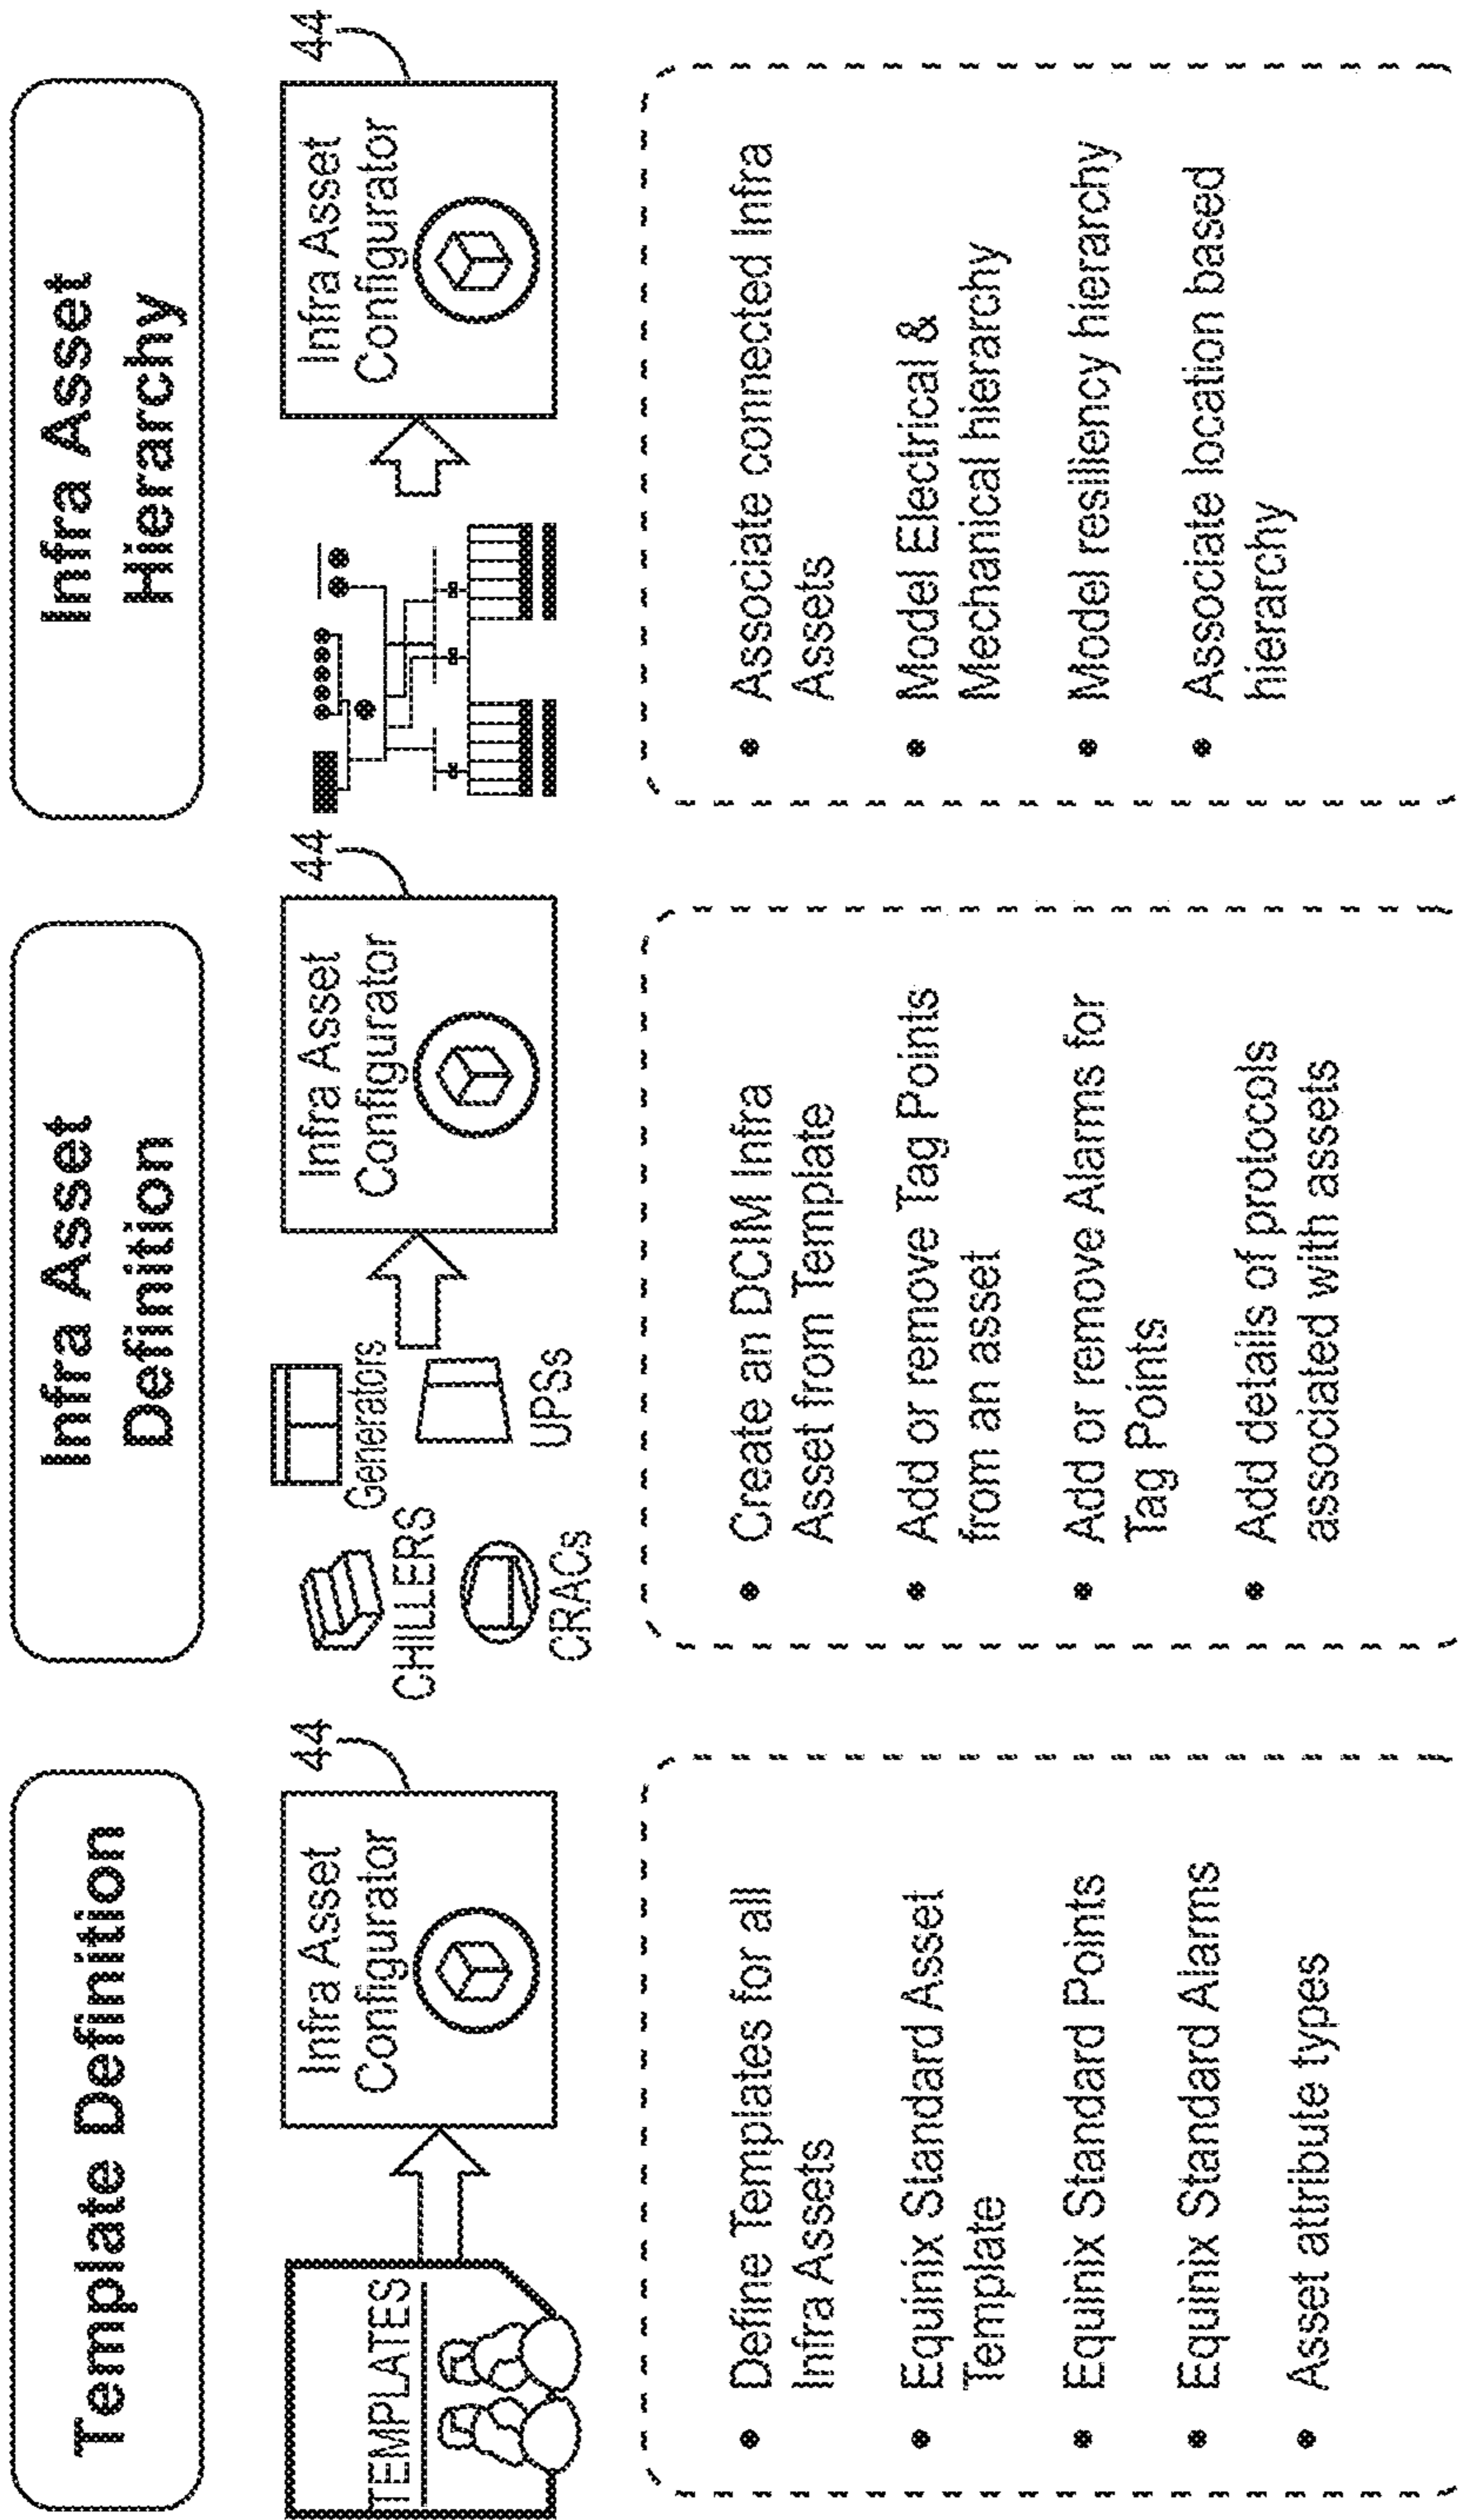 Template Definition
TEMPLATES
Infra Asset
Configurator
44
• Define Templates for all
Infra Assets
• Equinix Standard Asset
Template
• Equinix Standard Points
• Equinix Standard Alarms
• Asset attribute types
Infra Asset
Definition
CHILLERS
Generators
CRACs
UPSs
Infra Asset
Configurator
44
• Create an DCIM Infra
Asset from Template
• Add or remove Tag Points
from an asset
• Add or remove Alarms for
Tag Points
• Add details of protocols
associated with assets
Infra Asset
Hierarchy
Infra Asset
Configurator
44
• Associate connected Infra
Assets
• Model Electrical &
Mechanical hierarchy
• Model resiliency hierarchy
• Associate location based
hierarchy